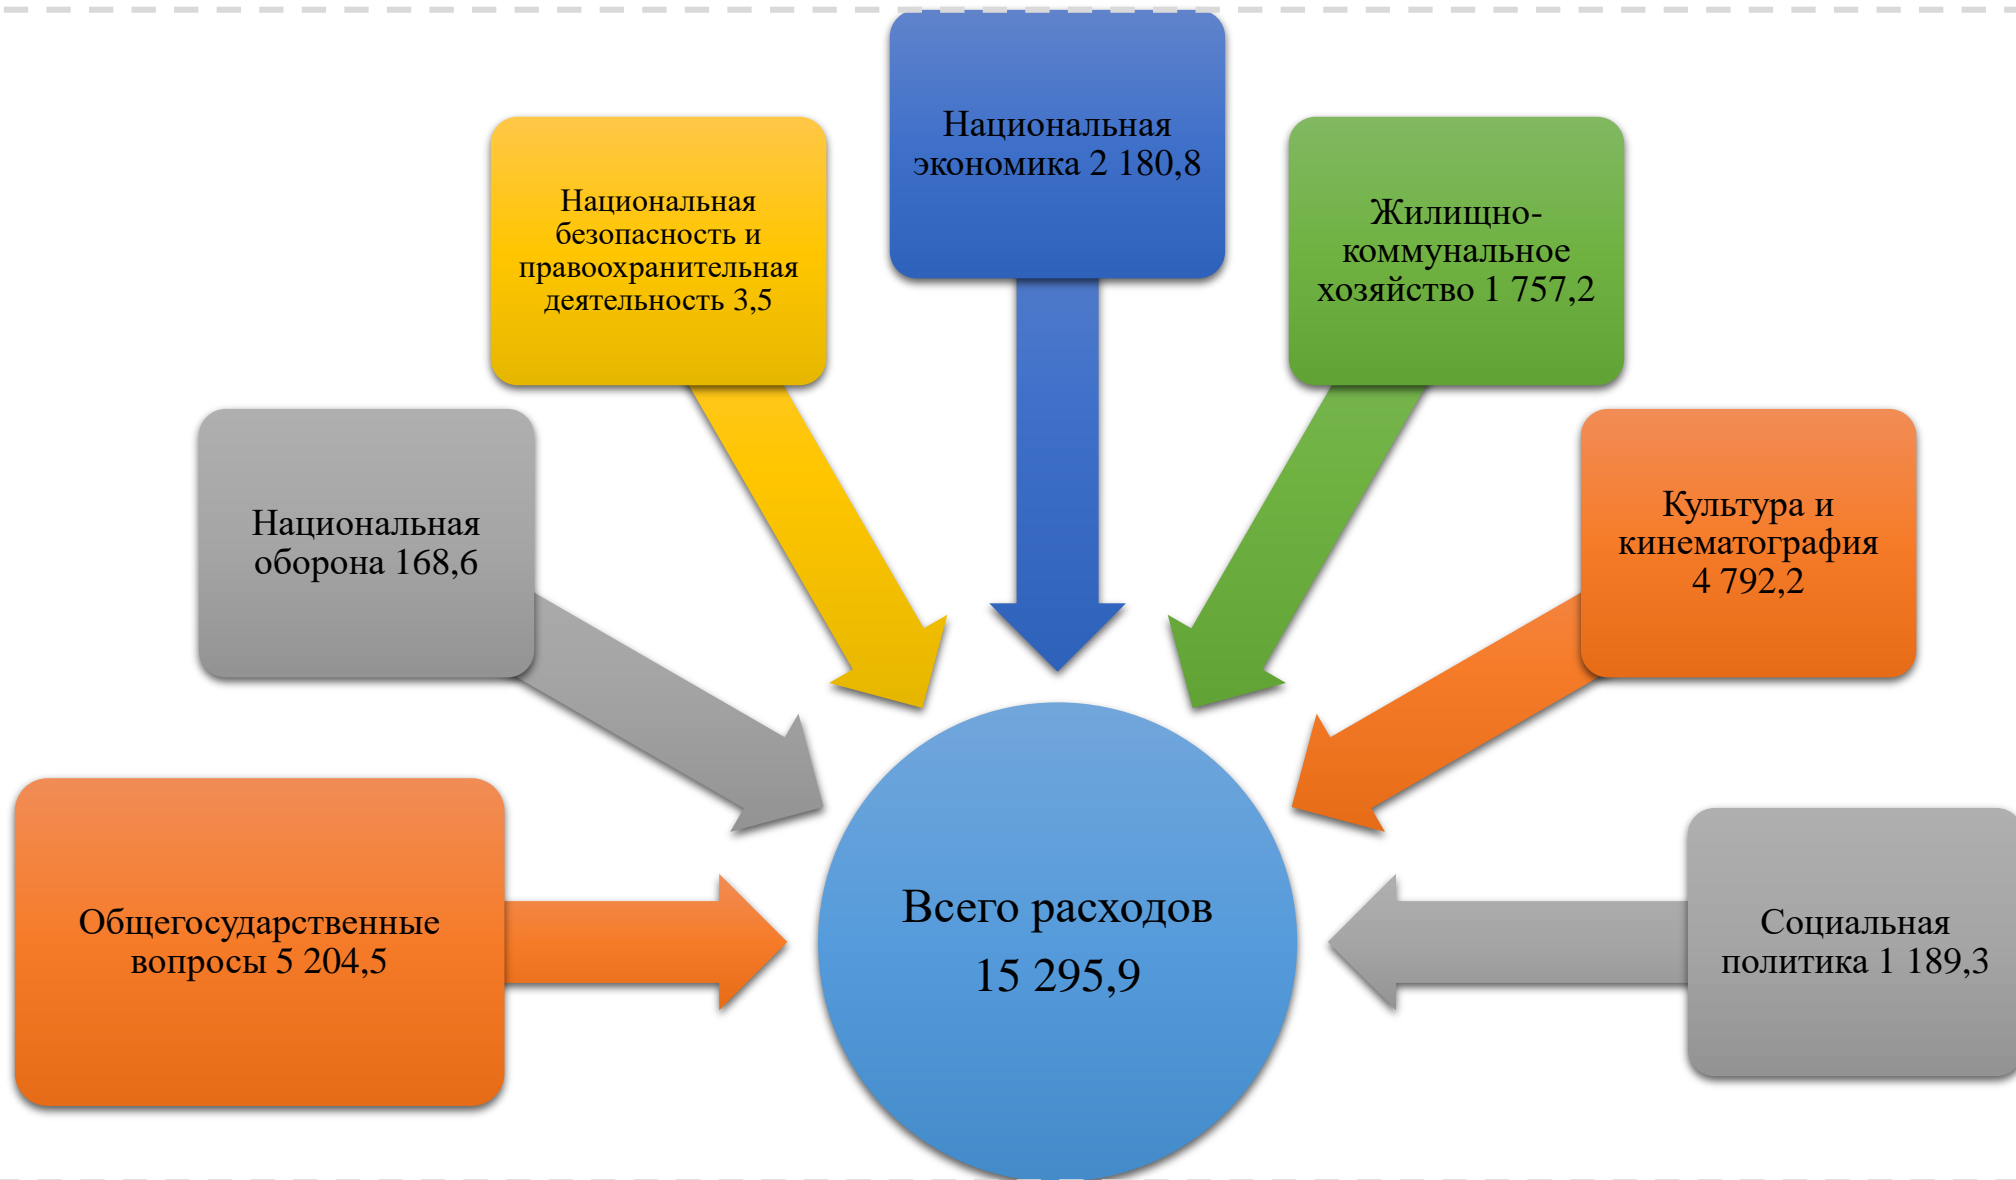 Национальная
экономика 2 180,8
Национальная
безопасность и
правоохранительная
деятельность 3,5
Жилищно-
коммунальное
хозяйство 1 757,2
Национальная
оборона 168,6
Культура и
кинематография
4 792,2
Общегосударственные
вопросы 5 204,5
Всего расходов
15 295,9
Социальная
политика 1 189,3